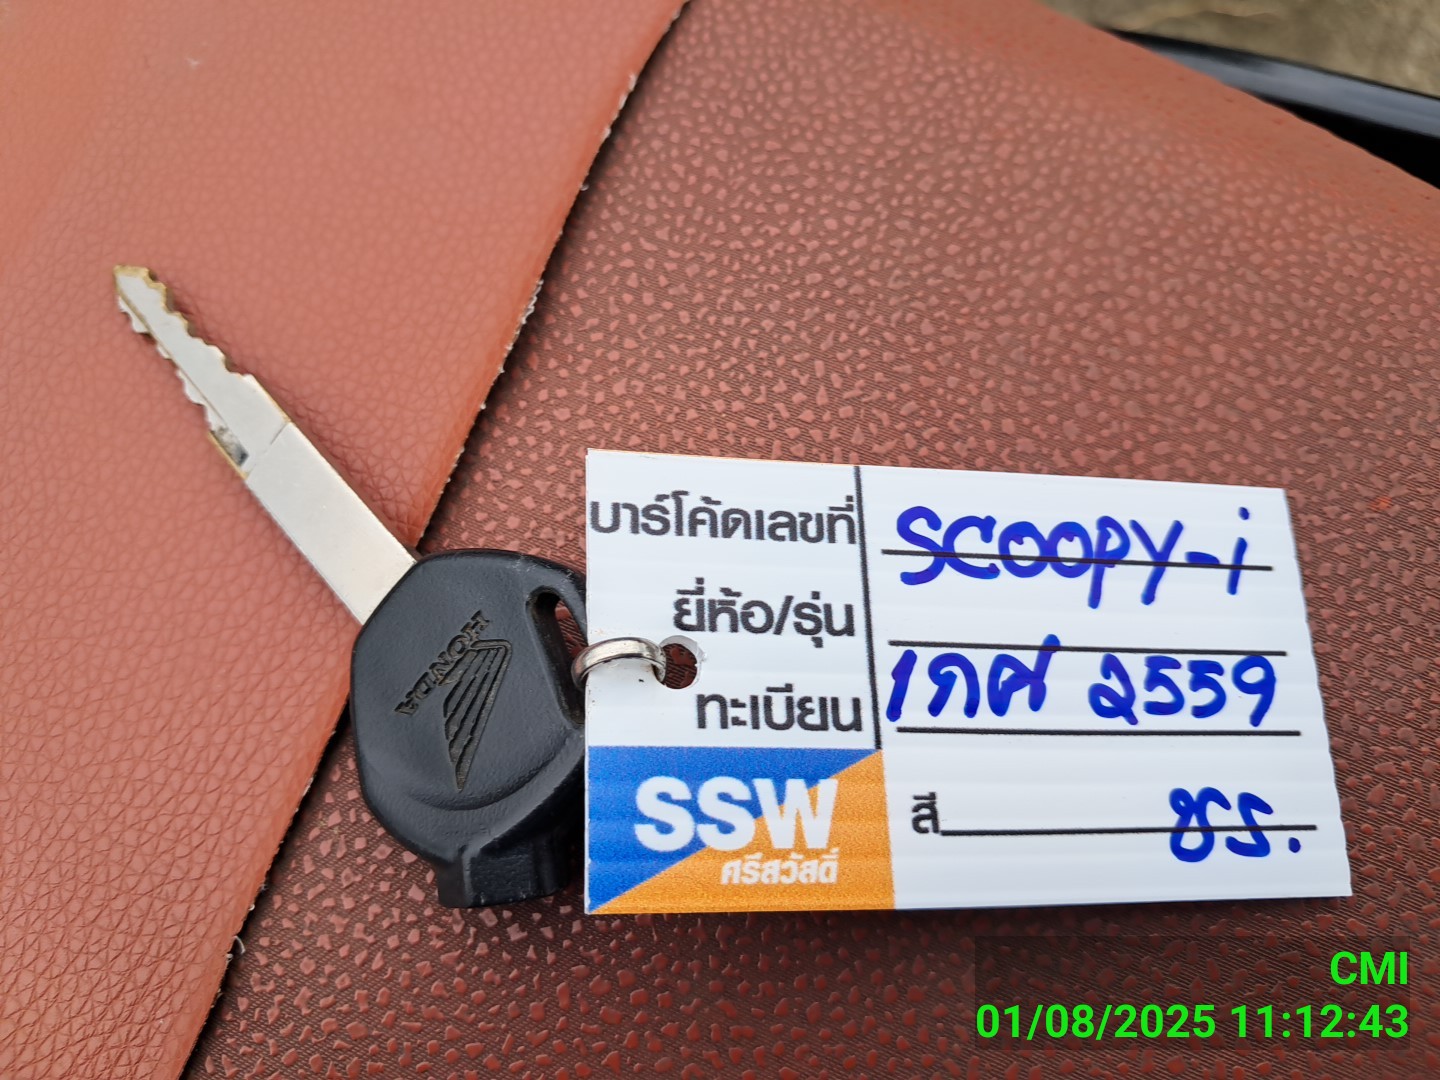 HONDA
บาร์โค้ดเลขที่
SCOOPY-i
ยี่ห้อ/รุ่น
ทะเบียน
1กศ 2559
SSW
ศรีสวัสดิ์
สี
ชร.
CMI
01/08/2025 11:12:43